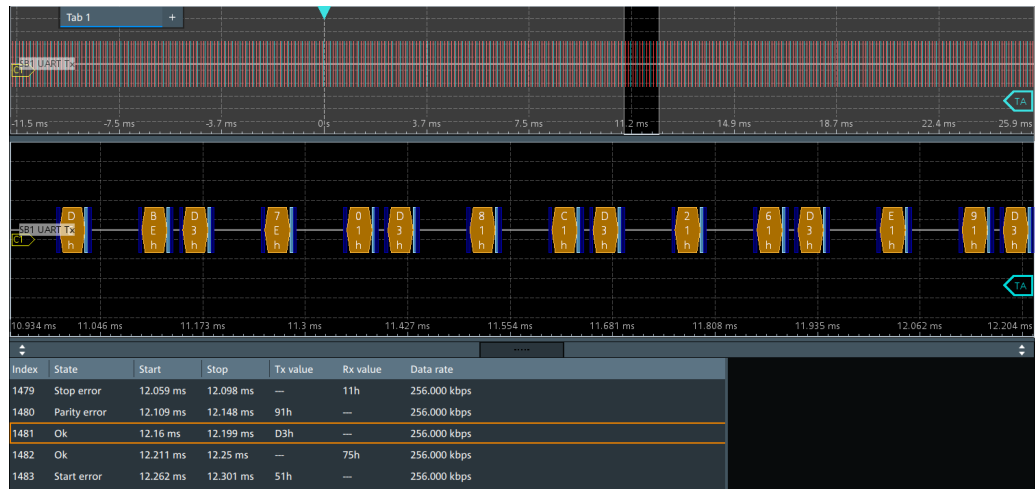 Tab 1 +
SB1 UART Tx
C1
TA
-11.5 ms -7.5 ms -3.7 ms 0 s 3.7 ms 7.5 ms 11.2 ms 14.9 ms 18.7 ms 22.4 ms 25.9 ms
D h BEh D3h 7Eh 01h D3h 81h C1h D3h 21h 61h D3h E1h 91h D3h
SB1 UART Tx
C1
TA
10.934 ms 11.046 ms 11.173 ms 11.3 ms 11.427 ms 11.554 ms 11.681 ms 11.808 ms 11.935 ms 12.062 ms 12.204 ms
Index State Start Stop Tx value Rx value Data rate
1479 Stop error 12.059 ms 12.098 ms — 11h 256.000 kbps
1480 Parity error 12.109 ms 12.148 ms 91h — 256.000 kbps
1481 Ok 12.16 ms 12.199 ms D3h — 256.000 kbps
1482 Ok 12.211 ms 12.25 ms — 75h 256.000 kbps
1483 Start error 12.262 ms 12.301 ms 51h — 256.000 kbps